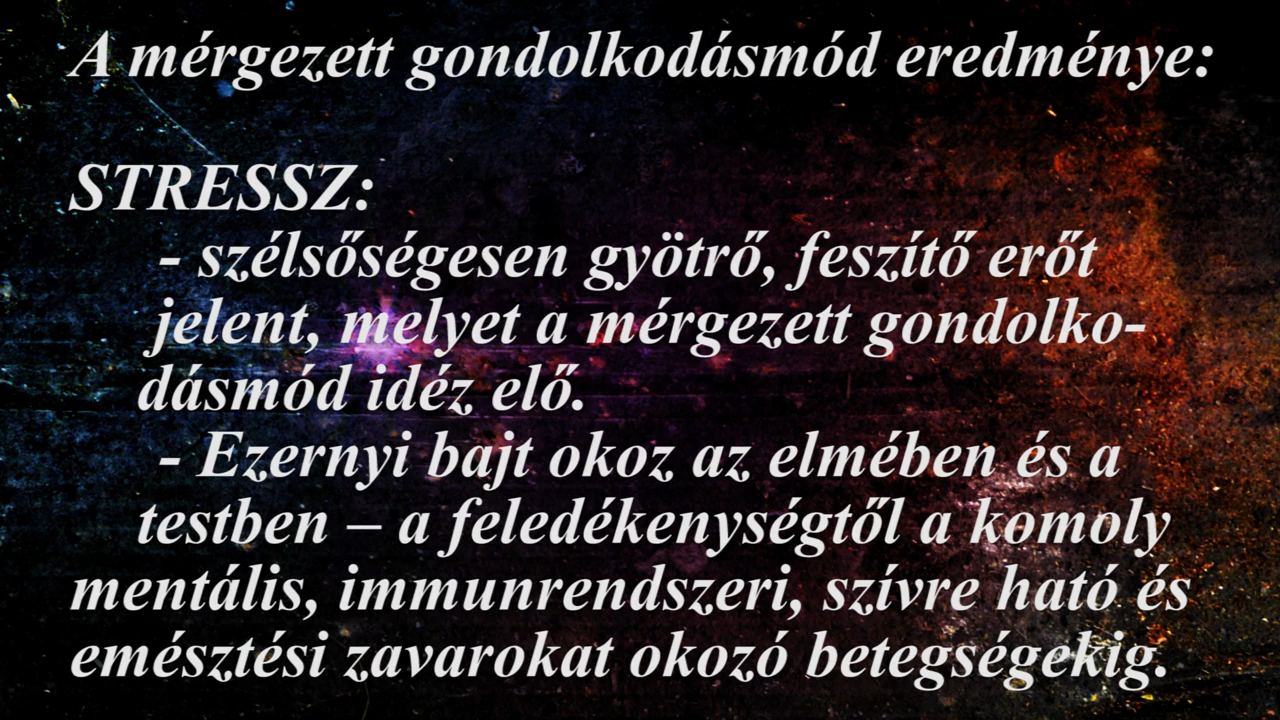 A mérgezett gondolkodásmód eredménye:
STRESSZ:
- szélsőségesen gyötrő, feszítő erőt
jelent, melyet a mérgezett gondolko-
dásmód idéz elő.
- Ezernyi bajt okoz az elmében és a
testben – a feledékenységtől a komoly
mentális, immunrendszeri, szívre ható és
emésztési zavarokat okozó betegségekig.